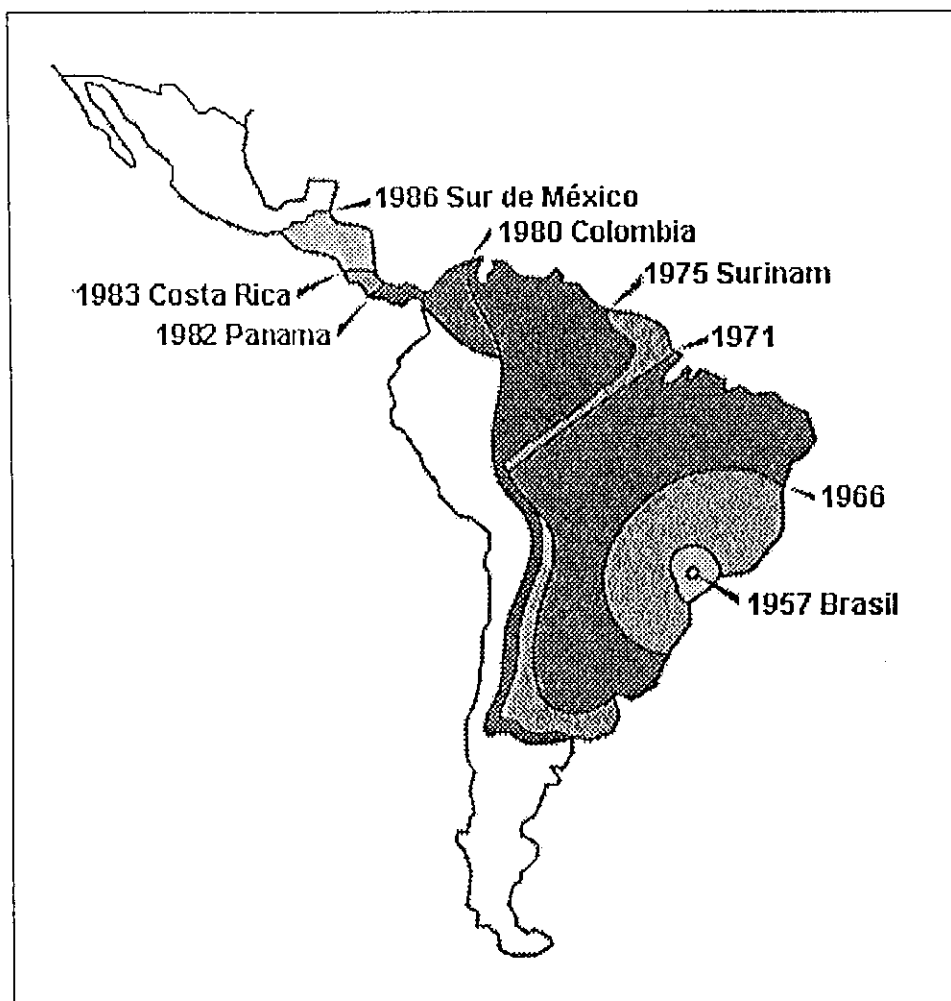 1986 Sur de México
1980 Colombia
1975 Surinam
1983 Costa Rica
1982 Panama
1971
1966
1957 Brasil